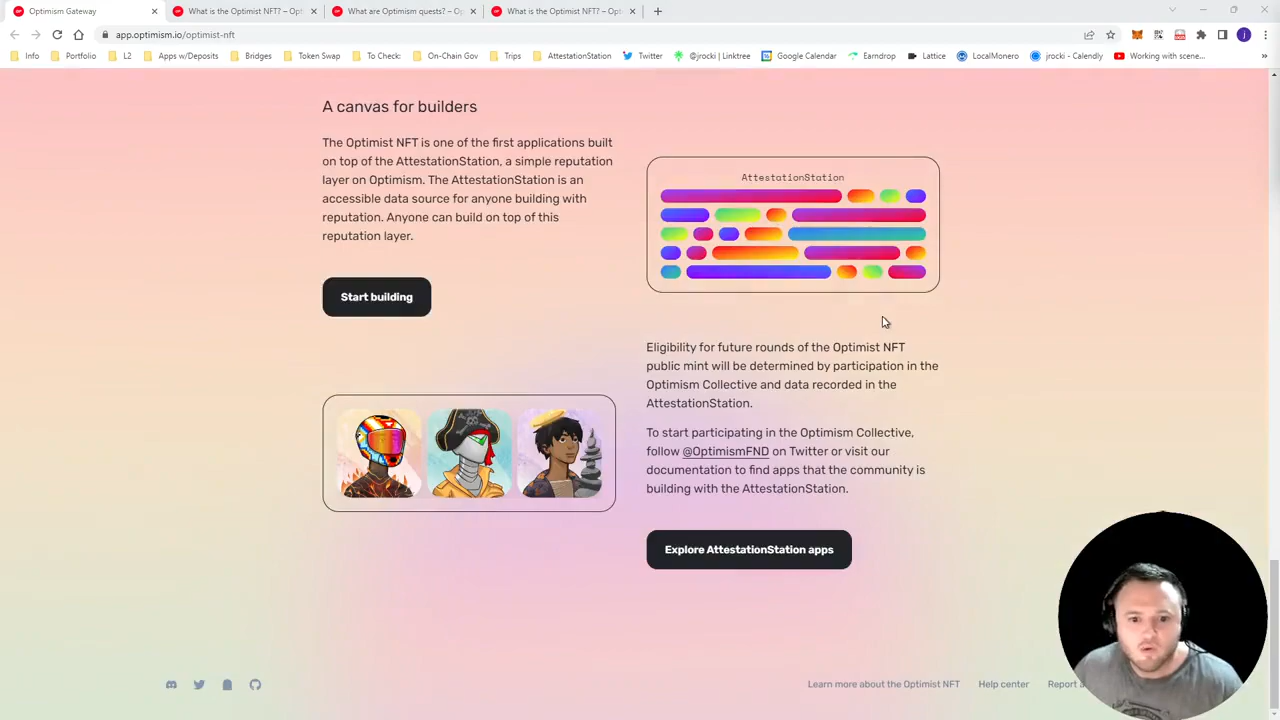 Optimism Gateway
What is the Optimist NFT? – Opti
What are Optimism quests? – Op
What is the Optimist NFT? – Opti
app.optimism.io/optimist-nft
Info
Portfolio
L2
Apps w/Deposits
Bridges
Token Swap
To Check:
On-Chain Gov
Trips
AttestationStation
Twitter
@jrocki | Linktree
Google Calendar
Earndrop
Lattice
LocalMonero
jrocki - Calendly
Working with scene...
A canvas for builders
The Optimist NFT is one of the first applications built
on top of the AttestationStation, a simple reputation
layer on Optimism. The AttestationStation is an
accessible data source for anyone building with
reputation. Anyone can build on top of this
reputation layer.
Start building
AttestationStation
Eligibility for future rounds of the Optimist NFT
public mint will be determined by participation in the
Optimism Collective and data recorded in the
AttestationStation.
To start participating in the Optimism Collective,
follow @OptimismFND on Twitter or visit our
documentation to find apps that the community is
building with the AttestationStation.
Explore AttestationStation apps
Learn more about the Optimist NFT
Help center
Report a